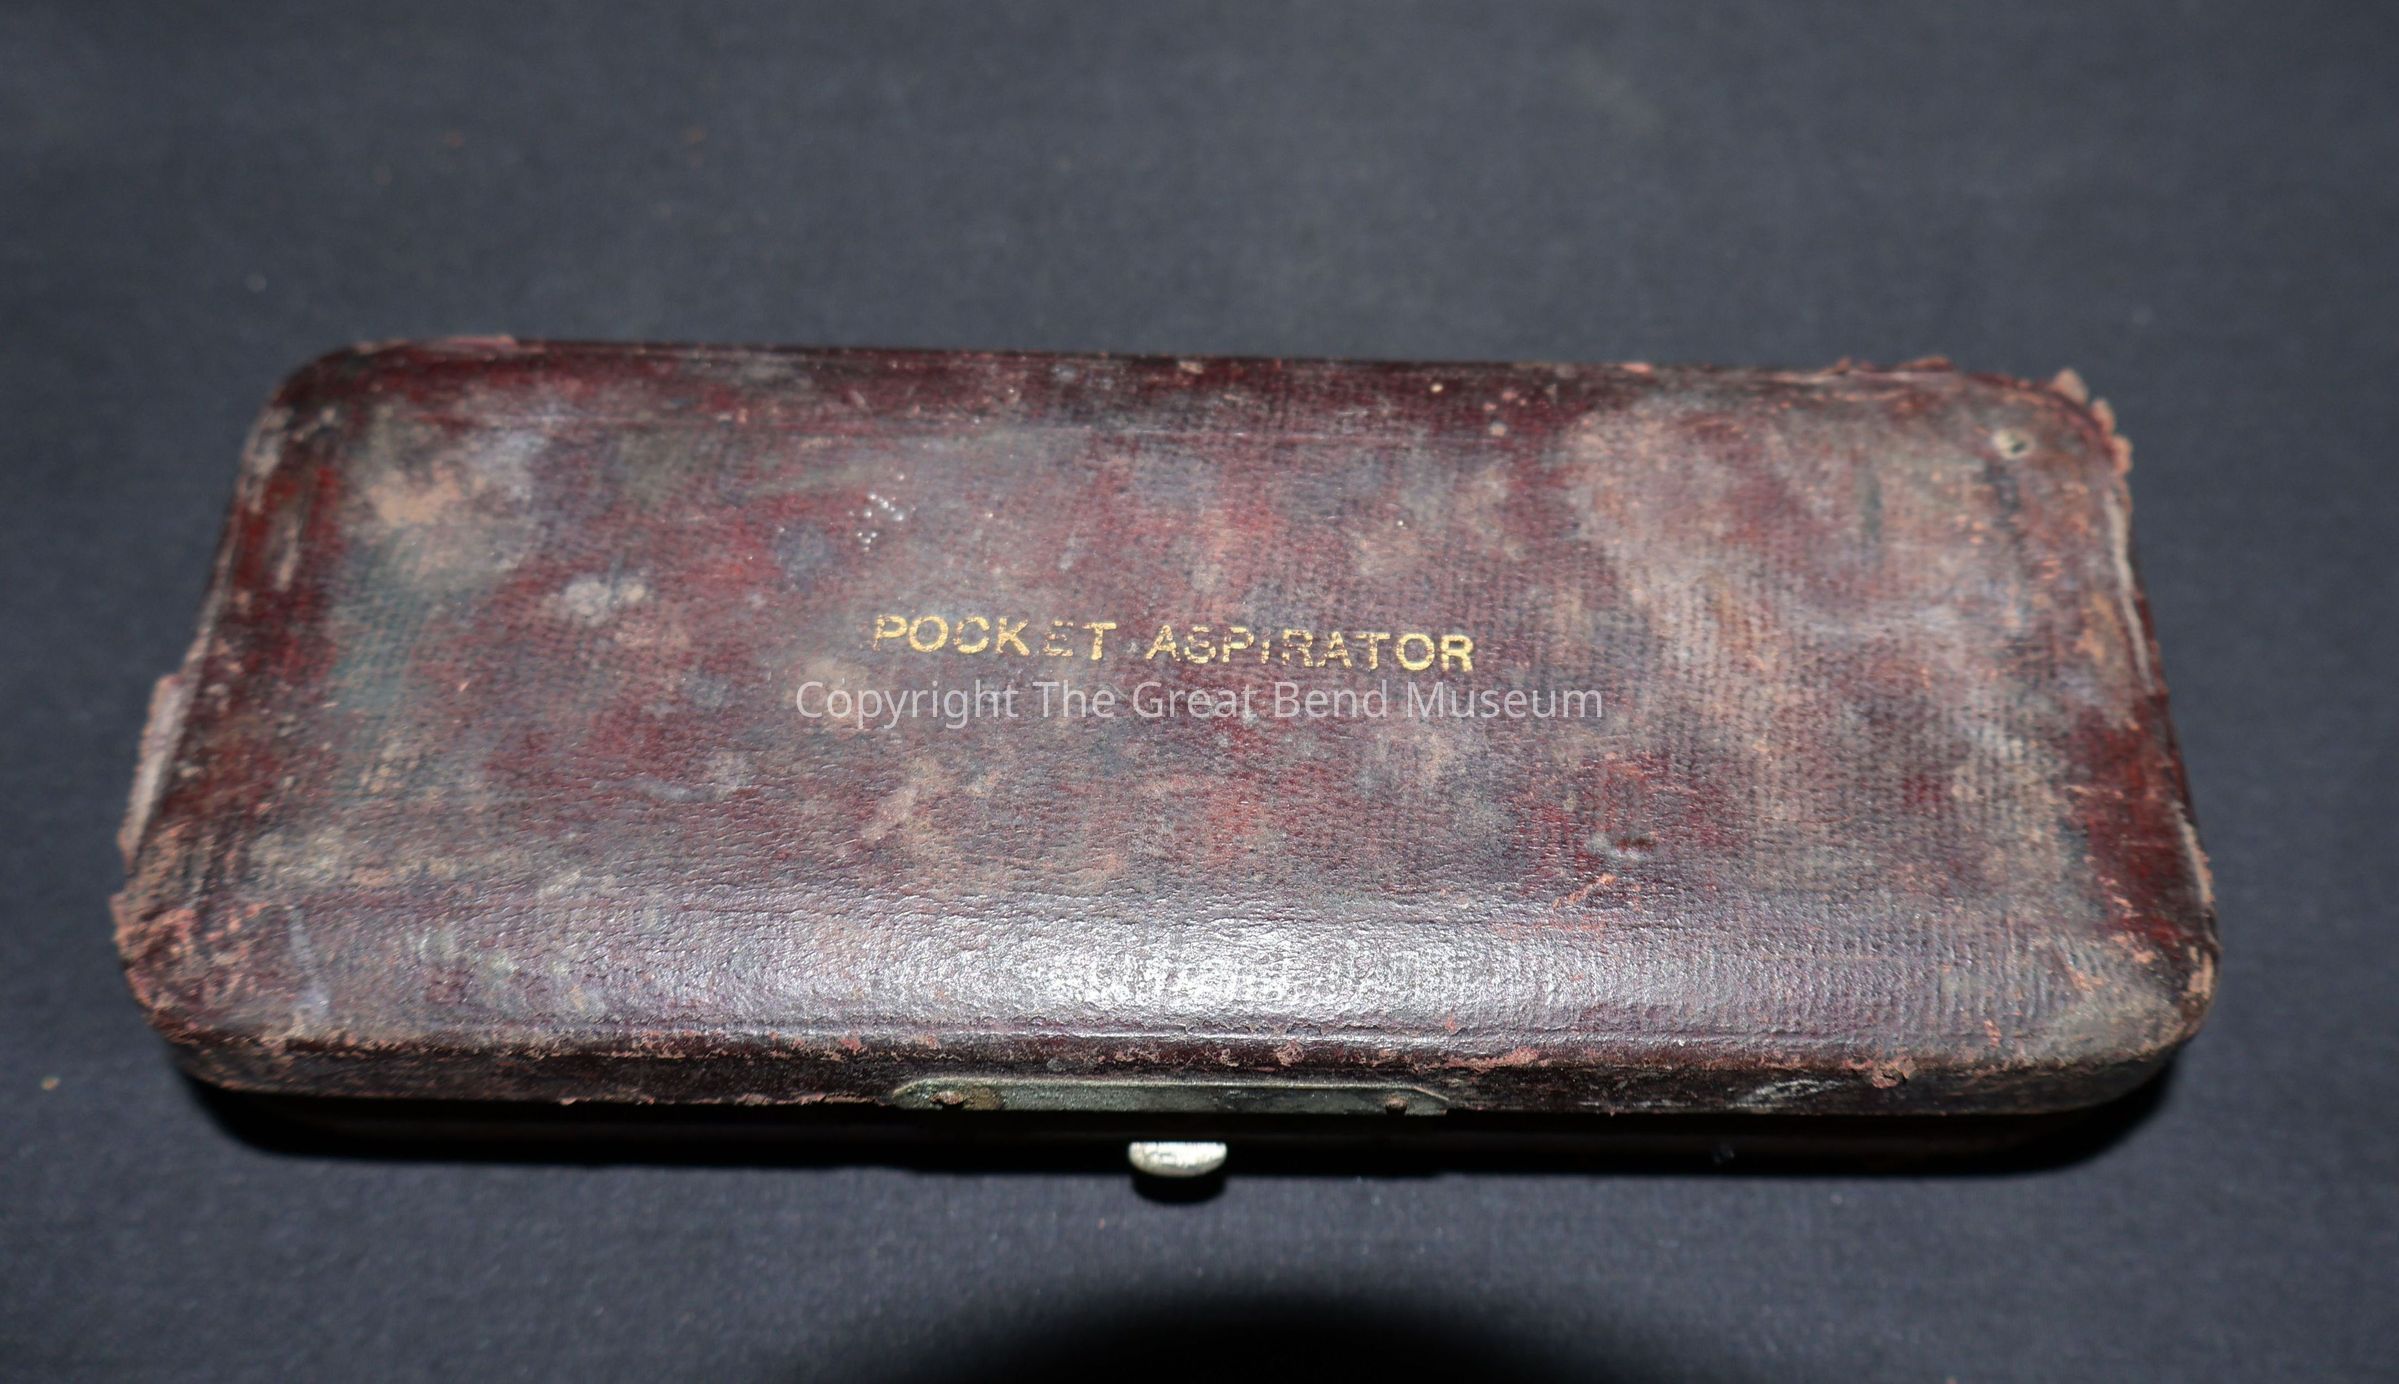 POCKET ASPIRATOR
Copyright The Great Bend Museum